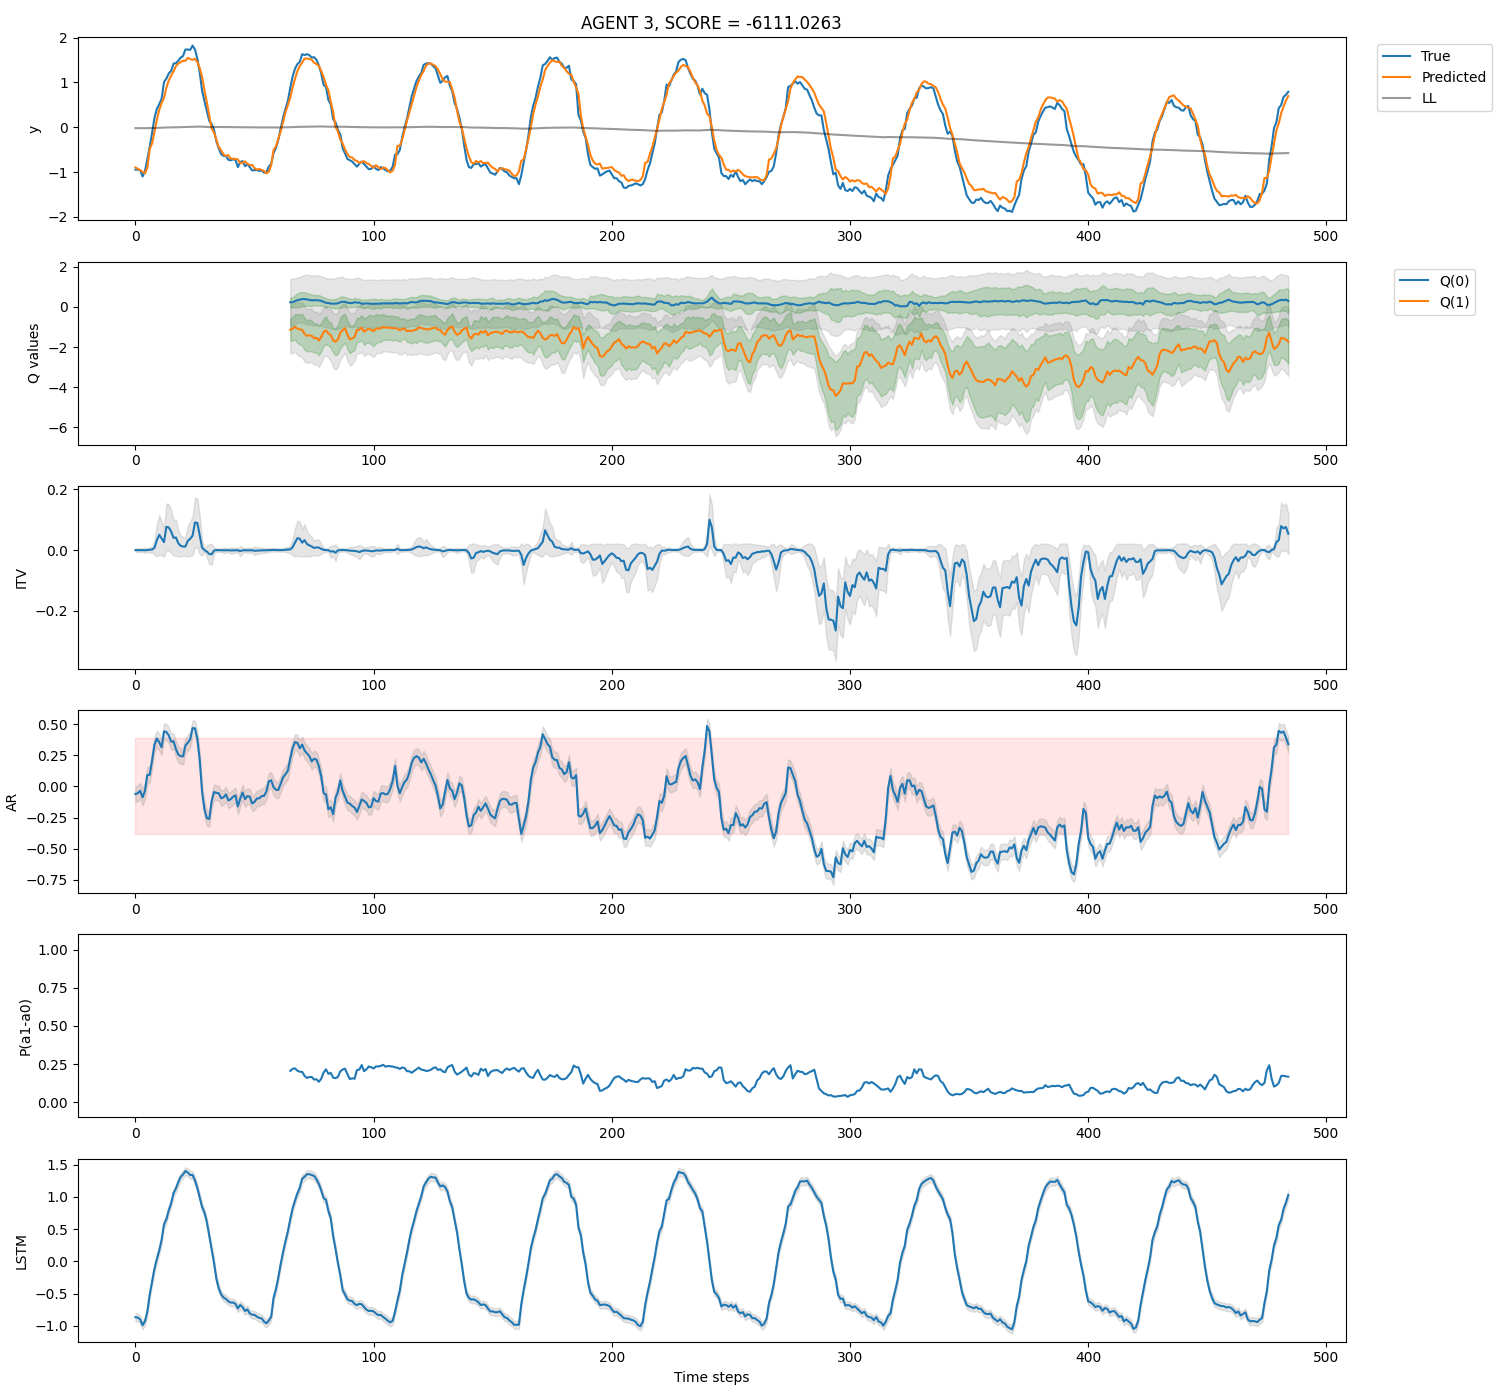 AGENT 3, SCORE = -6111.0263
y
2
1
0
−1
−2
0 100 200 300 400 500
True
Predicted
LL
Q values
2
0
−2
−4
−6
0 100 200 300 400 500
Q(0)
Q(1)
ITV
0.2
0.0
−0.2
0 100 200 300 400 500
AR
0.50
0.25
0.00
−0.25
−0.50
−0.75
0 100 200 300 400 500
P(a1-a0)
1.00
0.75
0.50
0.25
0.00
0 100 200 300 400 500
LSTM
1.5
1.0
0.5
0.0
−0.5
−1.0
0 100 200 300 400 500
Time steps